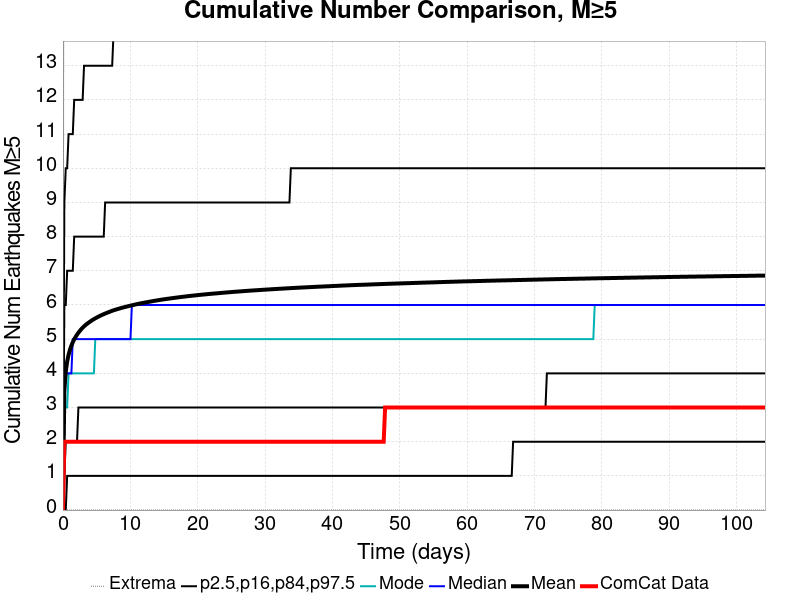 Cumulative Number Comparison, M≥5
Cumulative Num Earthquakes M≥5
13
12
11
10
9
8
7
6
5
4
3
2
1
0
0 10 20 30 40 50 60 70 80 90 100
Time (days)
Extrema p2.5,p16,p84,p97.5 Mode Median Mean ComCat Data